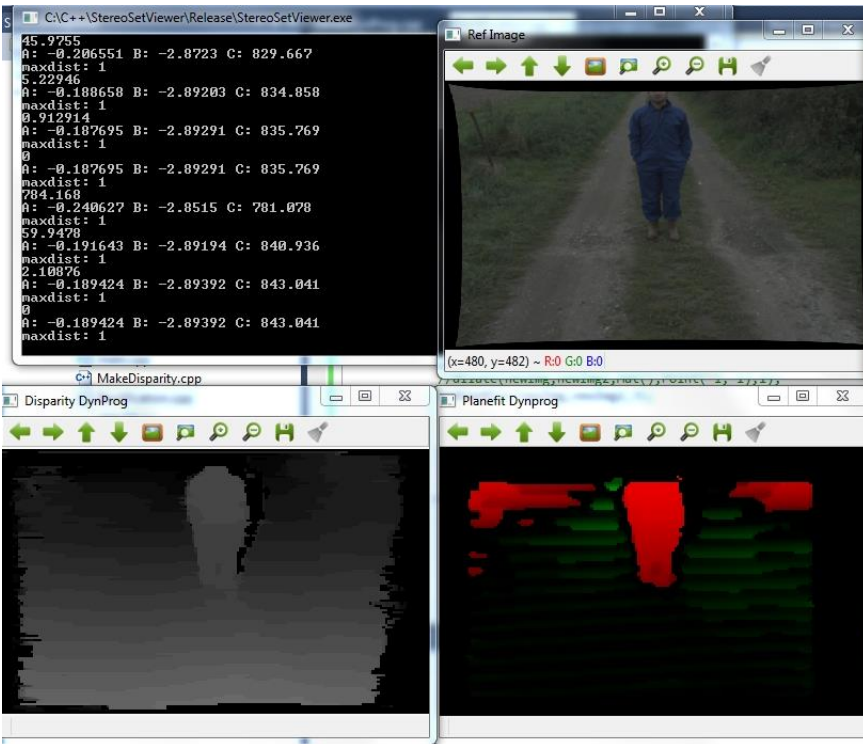 C:\C++\StereoSetViewer\Release\StereoSetViewer.exe
45.9755
A: -0.206551 B: -2.8723 C: 829.667
maxdist: 1
5.22946
A: -0.188658 B: -2.89203 C: 834.858
maxdist: 1
0.912914
A: -0.187695 B: -2.89291 C: 835.769
maxdist: 1
0
A: -0.187695 B: -2.89291 C: 835.769
maxdist: 1
784.168
A: -0.240627 B: -2.8515 C: 781.078
maxdist: 1
59.9478
A: -0.191643 B: -2.89194 C: 840.936
maxdist: 1
2.10876
A: -0.189424 B: -2.89392 C: 843.041
maxdist: 1
0
A: -0.189424 B: -2.89392 C: 843.041
maxdist: 1
Ref Image
(x=480, y=482) ~ R:0 G:0 B:0
MakeDisparity.cpp
Disparity DynProg
Planefit Dynprog